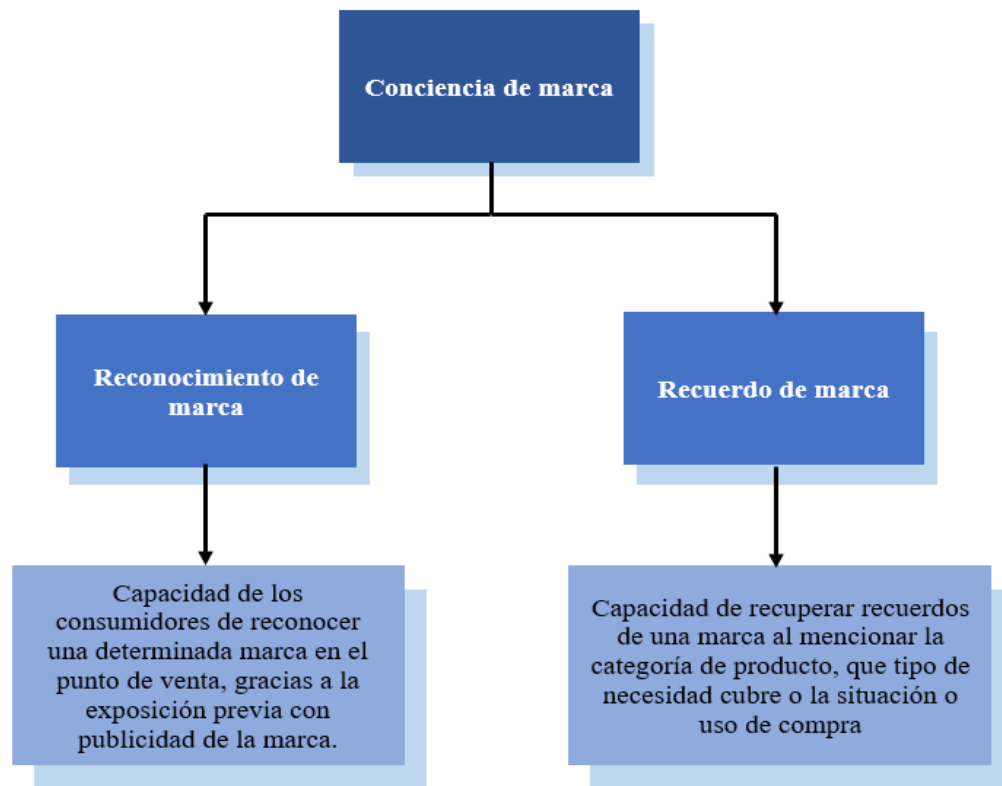 Conciencia de marca
Reconocimiento de
marca
Recuerdo de marca
Capacidad de los
consumidores de reconocer
una determinada marca en el
punto de venta, gracias a la
exposición previa con
publicidad de la marca.
Capacidad de recuperar recuerdos
de una marca al mencionar la
categoría de producto, que tipo de
necesidad cubre o la situación o
uso de compra